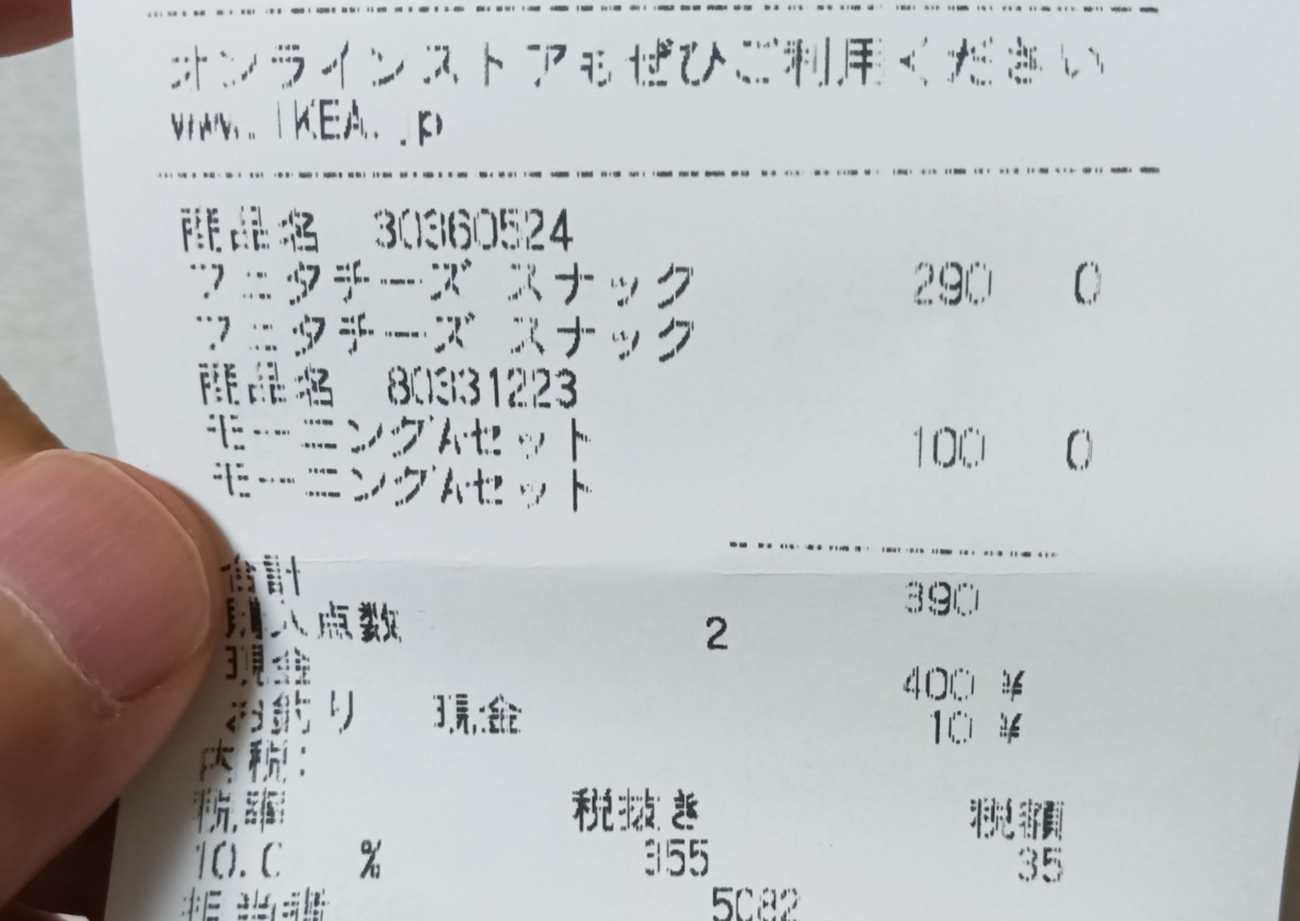 オンラインストアもぜひご利用ください
www.IKEA.jp
商品名 30360524
フェタチーズ スナック 290 0
フェタチーズ スナック
商品名 80331223
モーニングAセット 100 0
モーニングAセット
合計 390
購入点数 2
現金 400 ¥
お釣り 現金 10 ¥
内税:
税率 税抜き 税額
10.0 % 355 35
5082